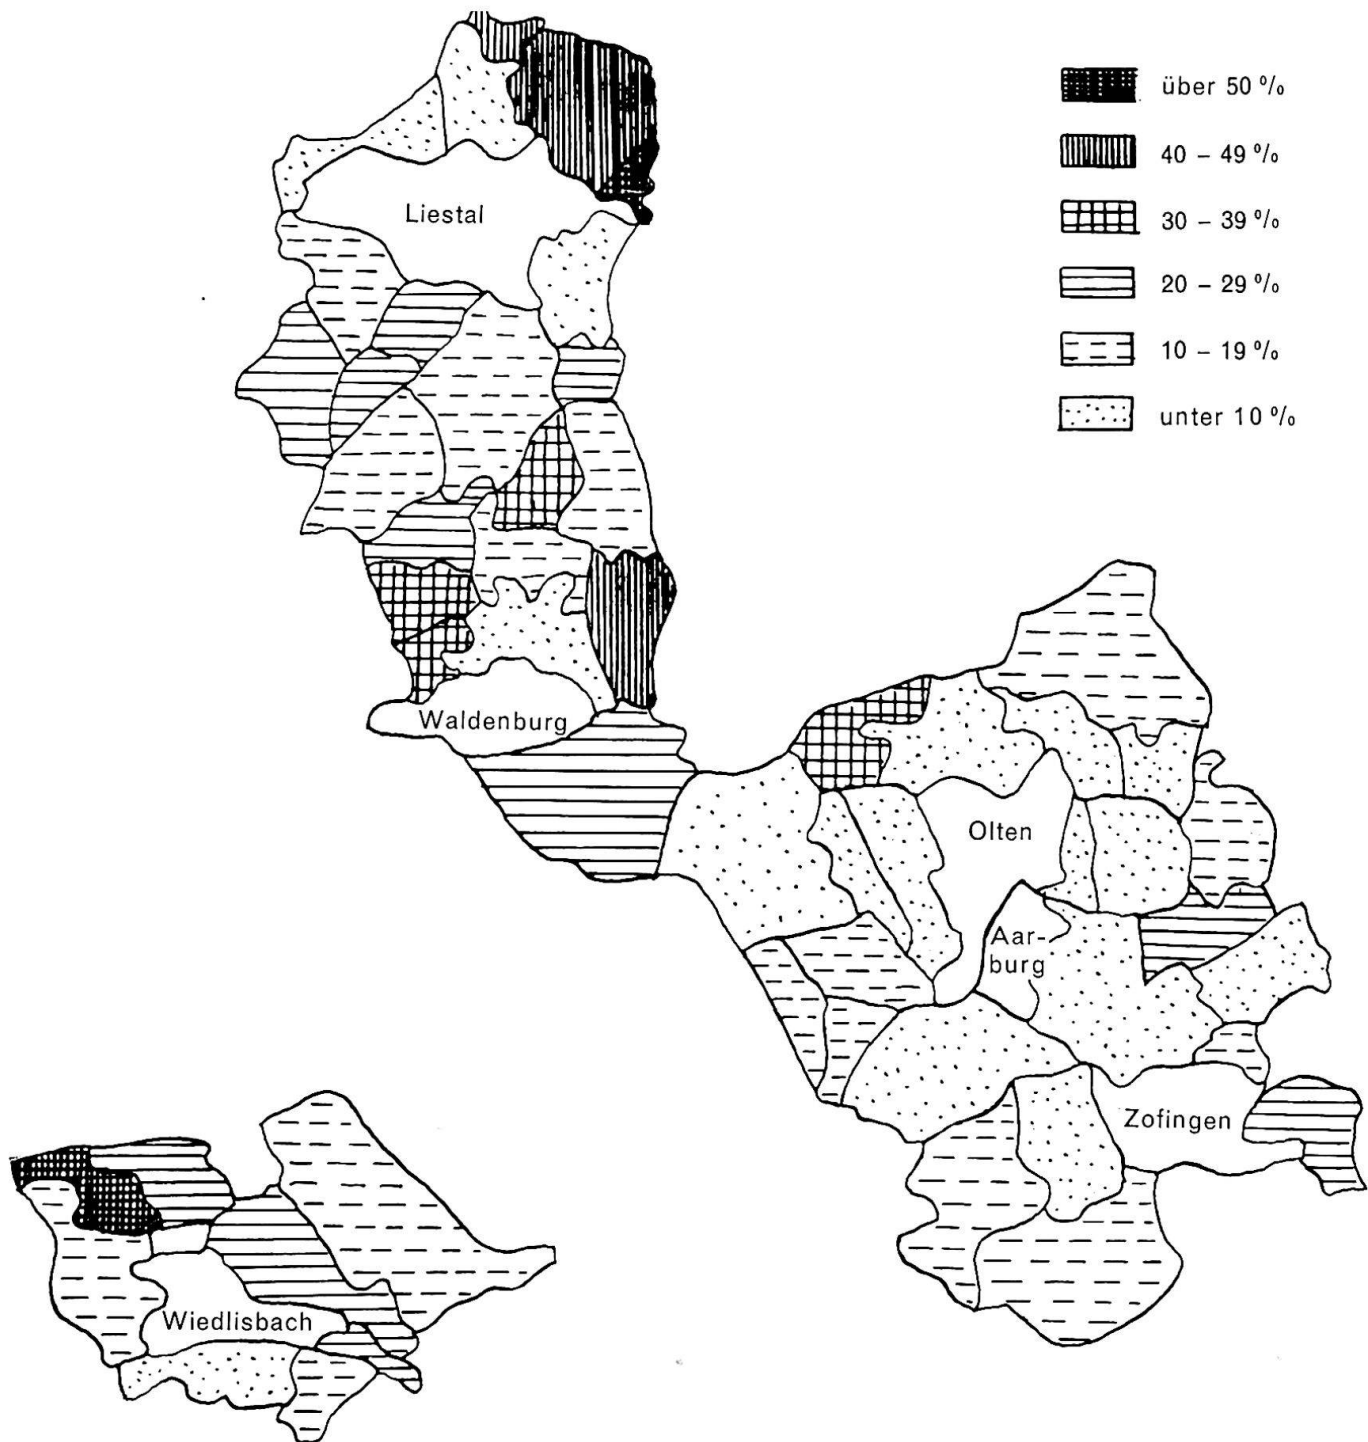 über 50 %
40 – 49 %
30 – 39 %
20 – 29 %
10 – 19 %
unter 10 %
Liestal
Waldenburg
Olten
Aar-
burg
Zofingen
Wiedlisbach